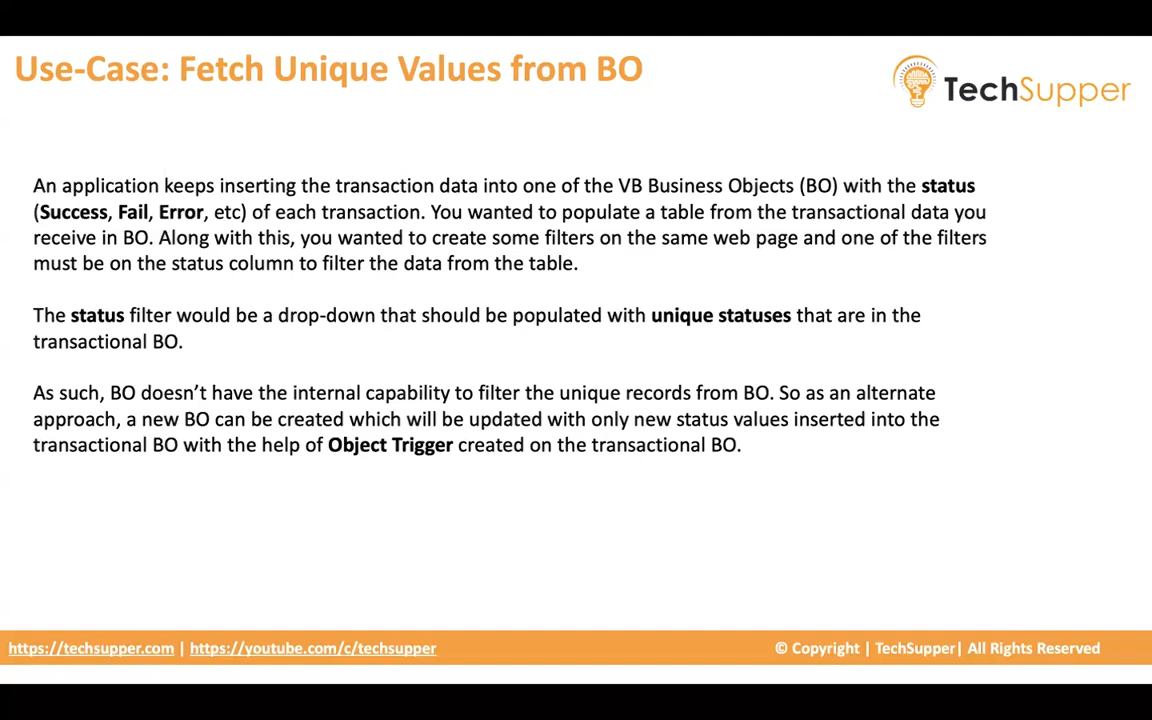 Use-Case: Fetch Unique Values from BO
TechSupper
An application keeps inserting the transaction data into one of the VB Business Objects (BO) with the status
(Success, Fail, Error, etc) of each transaction. You wanted to populate a table from the transactional data you
receive in BO. Along with this, you wanted to create some filters on the same web page and one of the filters
must be on the status column to filter the data from the table.
The status filter would be a drop-down that should be populated with unique statuses that are in the
transactional BO.
As such, BO doesn’t have the internal capability to filter the unique records from BO. So as an alternate
approach, a new BO can be created which will be updated with only new status values inserted into the
transactional BO with the help of Object Trigger created on the transactional BO.
https://techsupper.com | https://youtube.com/c/techsupper
© Copyright | TechSupper| All Rights Reserved